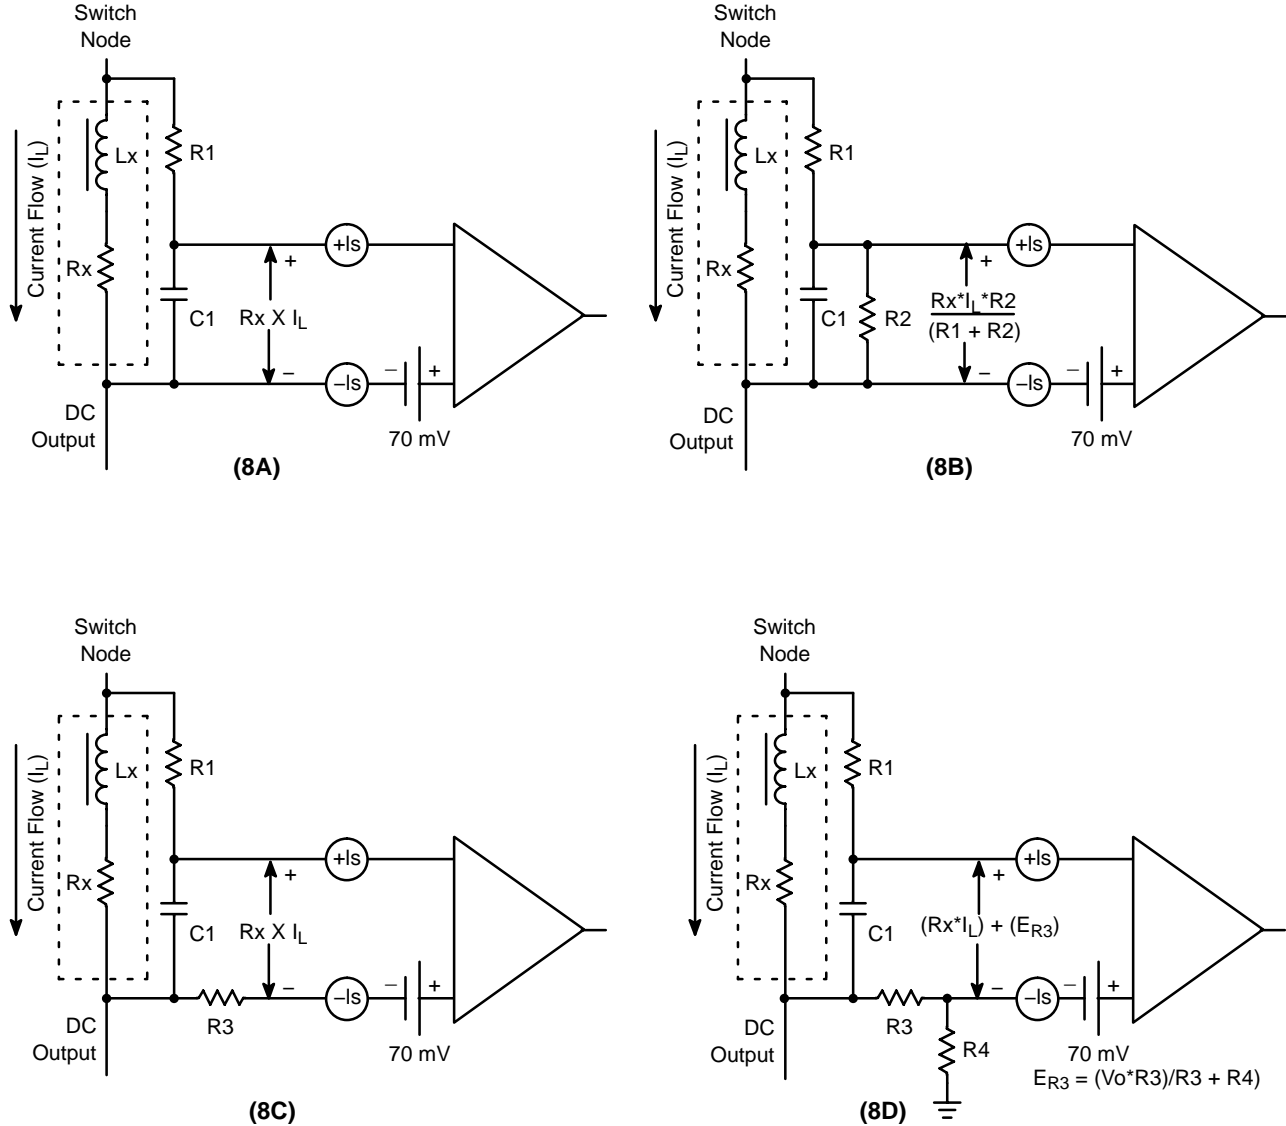 Switch
Node
Current Flow (IL)
Lx
R1
Rx
C1
+
Rx X IL
−
+Is
−Is
− +
70 mV
DC
Output
(8A)
Switch
Node
Current Flow (IL)
Lx
R1
Rx
C1
R2
+
Rx*IL*R2
(R1 + R2)
−
+Is
−Is
− +
70 mV
DC
Output
(8B)
Switch
Node
Current Flow (IL)
Lx
R1
Rx
C1
+
Rx X IL
−
+Is
−Is
− +
R3
70 mV
DC
Output
(8C)
Switch
Node
Current Flow (IL)
Lx
R1
Rx
C1
+
(Rx*IL) + (ER3)
−
+Is
−Is
− +
R3
R4
70 mV
ER3 = (Vo*R3)/R3 + R4)
DC
Output
(8D)